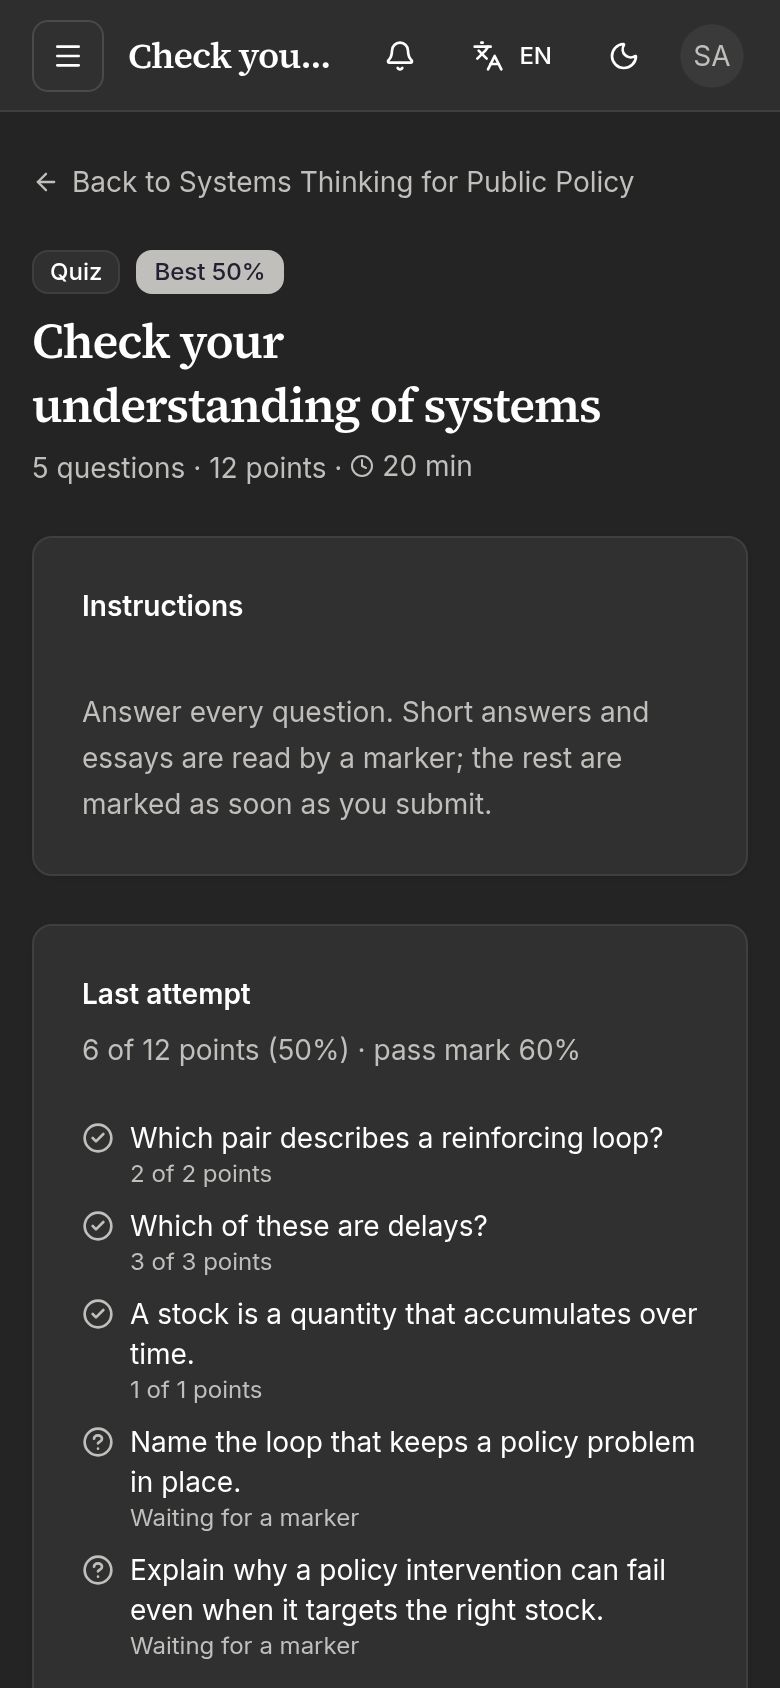 Check you...
EN
SA
Back to Systems Thinking for Public Policy
Quiz
Best 50%
Check your
understanding of systems
5 questions · 12 points · 20 min
Instructions
Answer every question. Short answers and
essays are read by a marker; the rest are
marked as soon as you submit.
Last attempt
6 of 12 points (50%) · pass mark 60%
Which pair describes a reinforcing loop?
2 of 2 points
Which of these are delays?
3 of 3 points
A stock is a quantity that accumulates over
time.
1 of 1 points
Name the loop that keeps a policy problem
in place.
Waiting for a marker
Explain why a policy intervention can fail
even when it targets the right stock.
Waiting for a marker